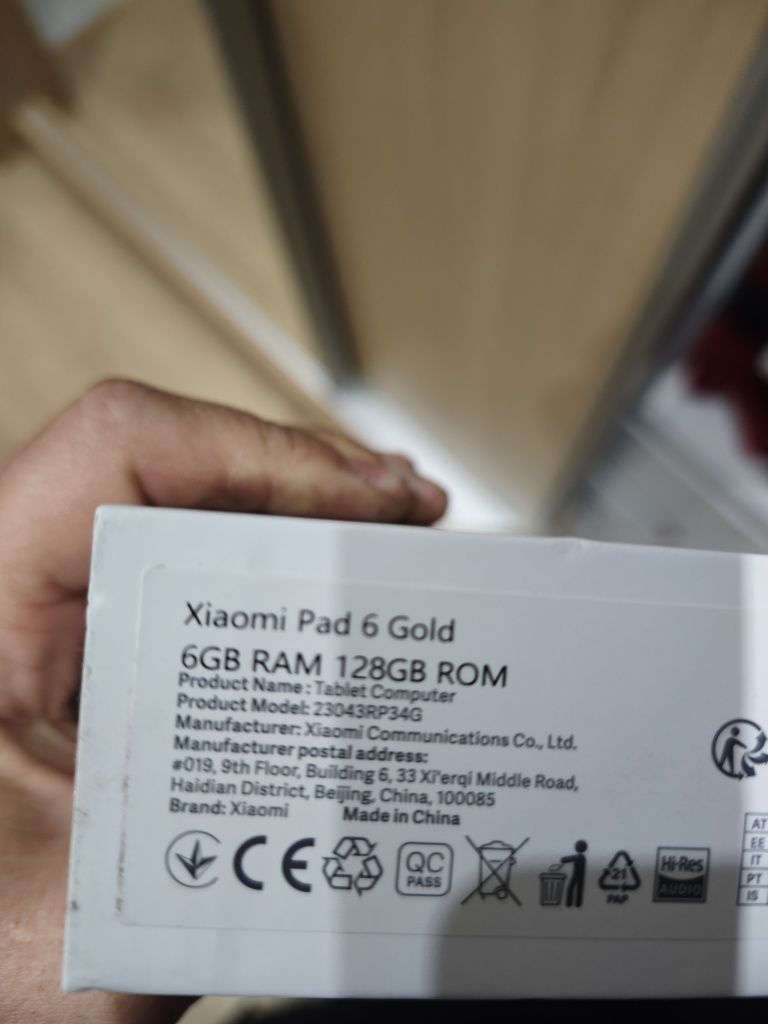 Xiaomi Pad 6 Gold
6GB RAM 128GB ROM
Product Name: Tablet Computer
Product Model: 23043RP34G
Manufacturer: Xiaomi Communications Co., Ltd.
Manufacturer postal address:
#019, 9th Floor, Building 6, 33 Xi'erqi Middle Road,
Haidian District, Beijing, China, 100085
Brand: Xiaomi Made in China
CE
QC
PASS
21
PAP
Hi-Res
AUDIO
AT
EE
IT
PT
IS